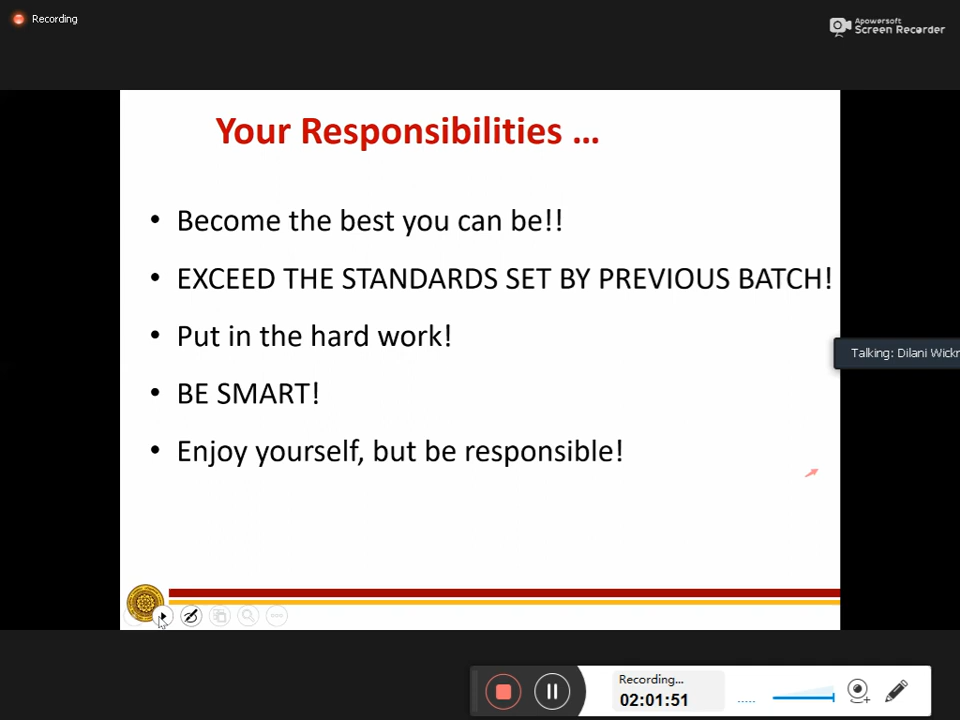 Recording
Apowersoft
Screen Recorder
Your Responsibilities ...
• Become the best you can be!!
• EXCEED THE STANDARDS SET BY PREVIOUS BATCH!
• Put in the hard work!
• BE SMART!
• Enjoy yourself, but be responsible!
Talking: Dilani
Recording...
02:01:51